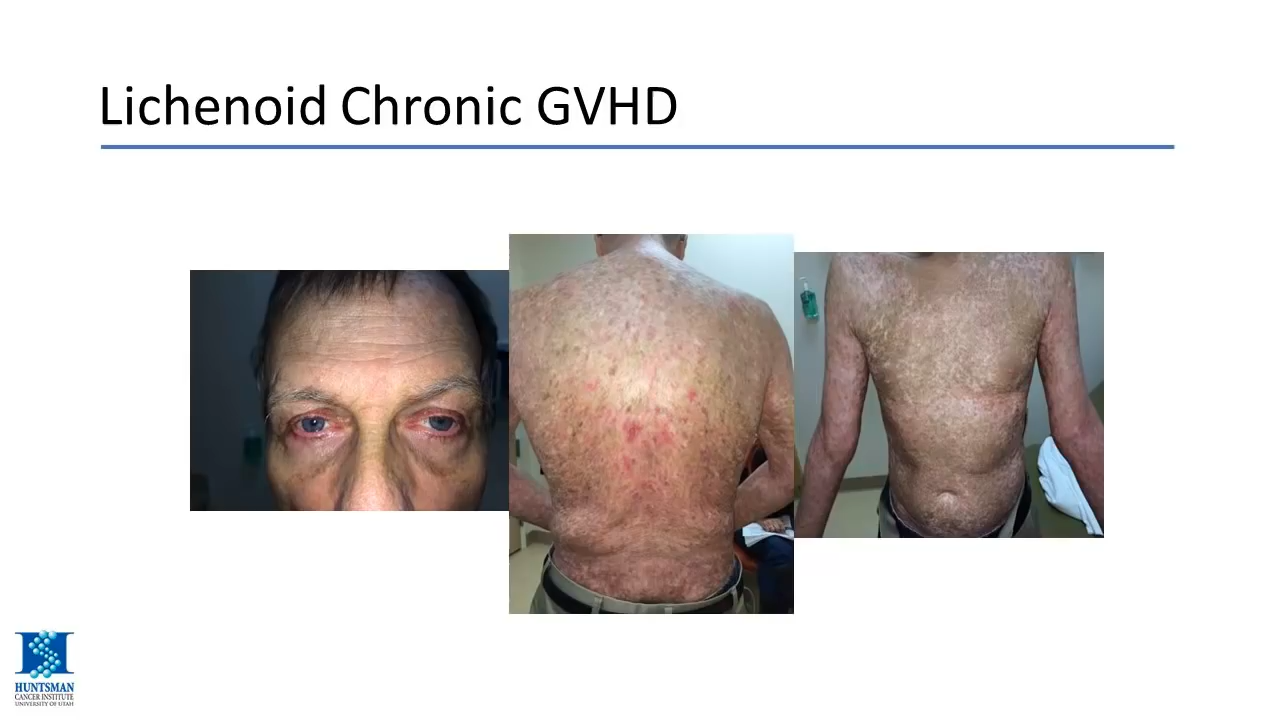 Lichenoid Chronic GVHD
HUNTSMAN
CANCER INSTITUTE
UNIVERSITY OF UTAH